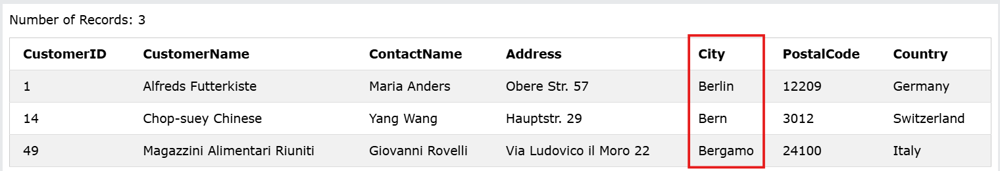 Number of Records: 3
CustomerID CustomerName ContactName Address City PostalCode Country
1 Alfreds Futterkiste Maria Anders Obere Str. 57 Berlin 12209 Germany
14 Chop-suey Chinese Yang Wang Hauptstr. 29 Bern 3012 Switzerland
49 Magazzini Alimentari Riuniti Giovanni Rovelli Via Ludovico il Moro 22 Bergamo 24100 Italy